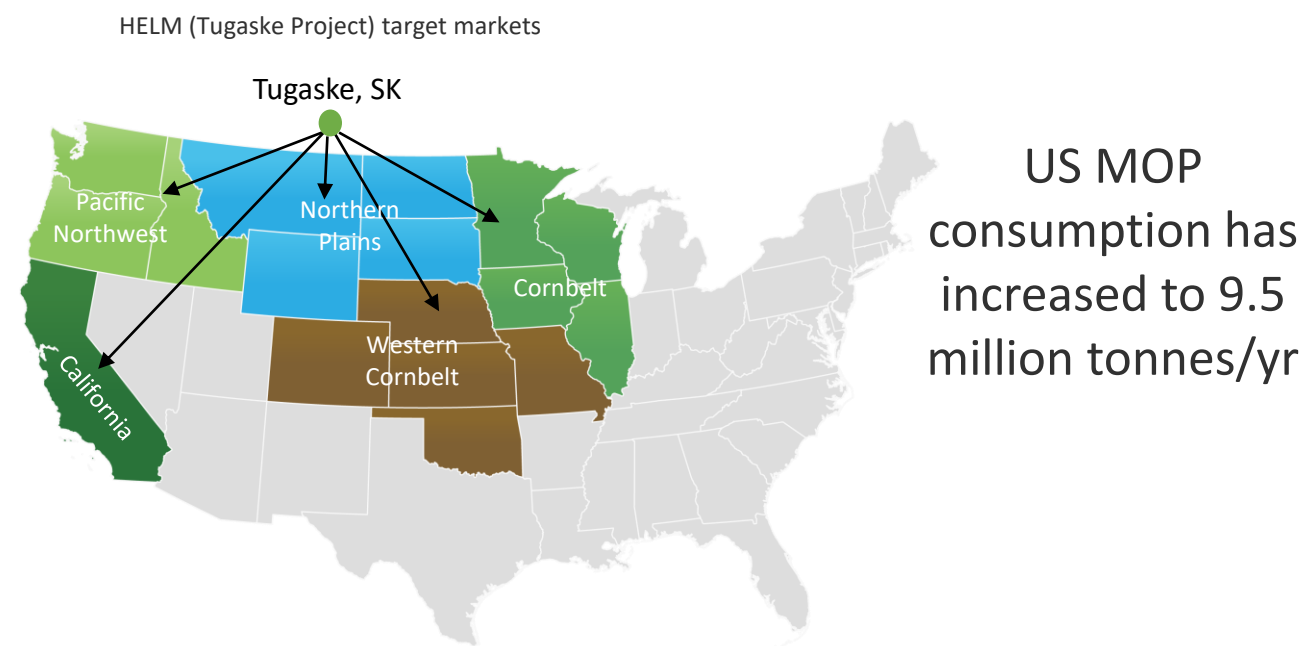 HELM (Tugaske Project) target markets
Tugaske, SK
Pacific
Northwest
Northern
Plains
Cornbelt
Western
Cornbelt
California
US MOP
consumption has
increased to 9.5
million tonnes/yr